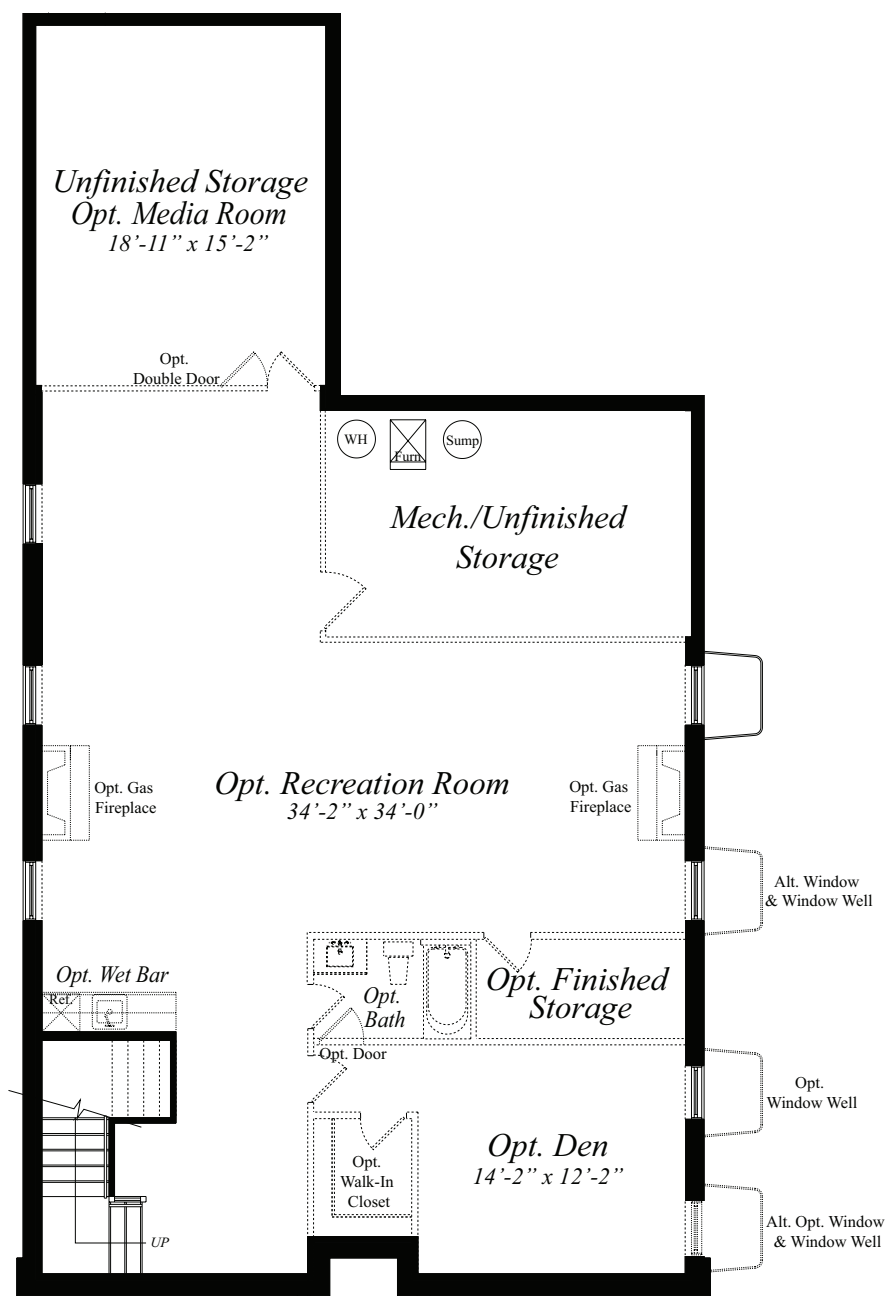 Unfinished Storage
Opt. Media Room
18’-11” x 15’-2”
Opt.
Double Door
WH
Furn
Sump
Mech./Unfinished
Storage
Opt. Recreation Room
34’-2” x 34’-0”
Opt. Gas
Fireplace
Opt. Gas
Fireplace
Alt. Window
& Window Well
Opt. Wet Bar
Ref.
Opt.
Bath
Opt. Finished
Storage
Opt. Door
Opt.
Window Well
Opt. Den
14’-2” x 12’-2”
Opt.
Walk-In
Closet
UP
Alt. Opt. Window
& Window Well